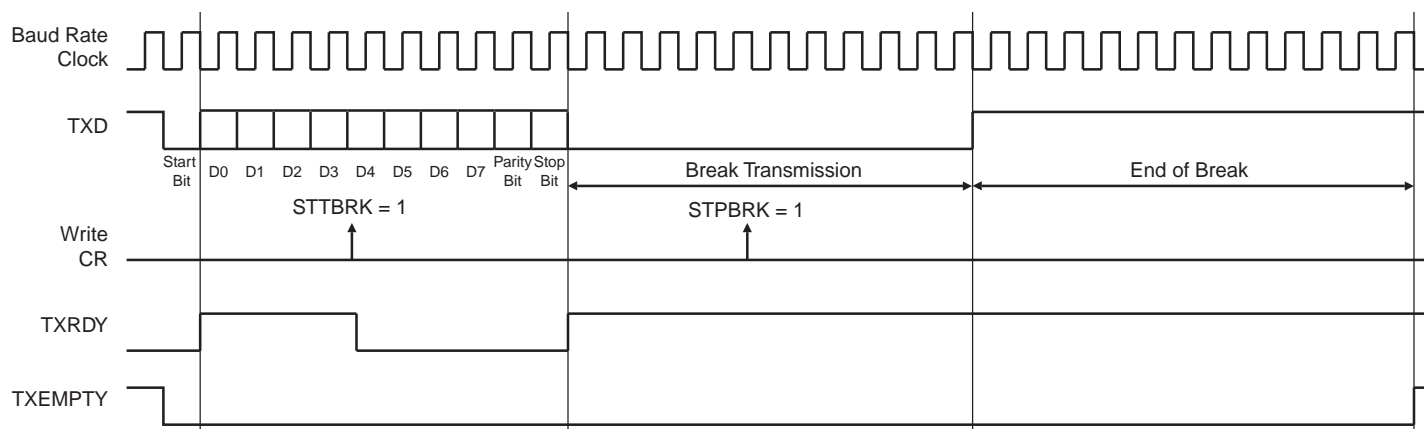 Baud Rate
Clock
TXD
Start
Bit
D0 D1 D2 D3 D4 D5 D6 D7
Parity
Bit
Stop
Bit
Break Transmission
End of Break
STTBRK = 1
STPBRK = 1
Write
CR
TXRDY
TXEMPTY